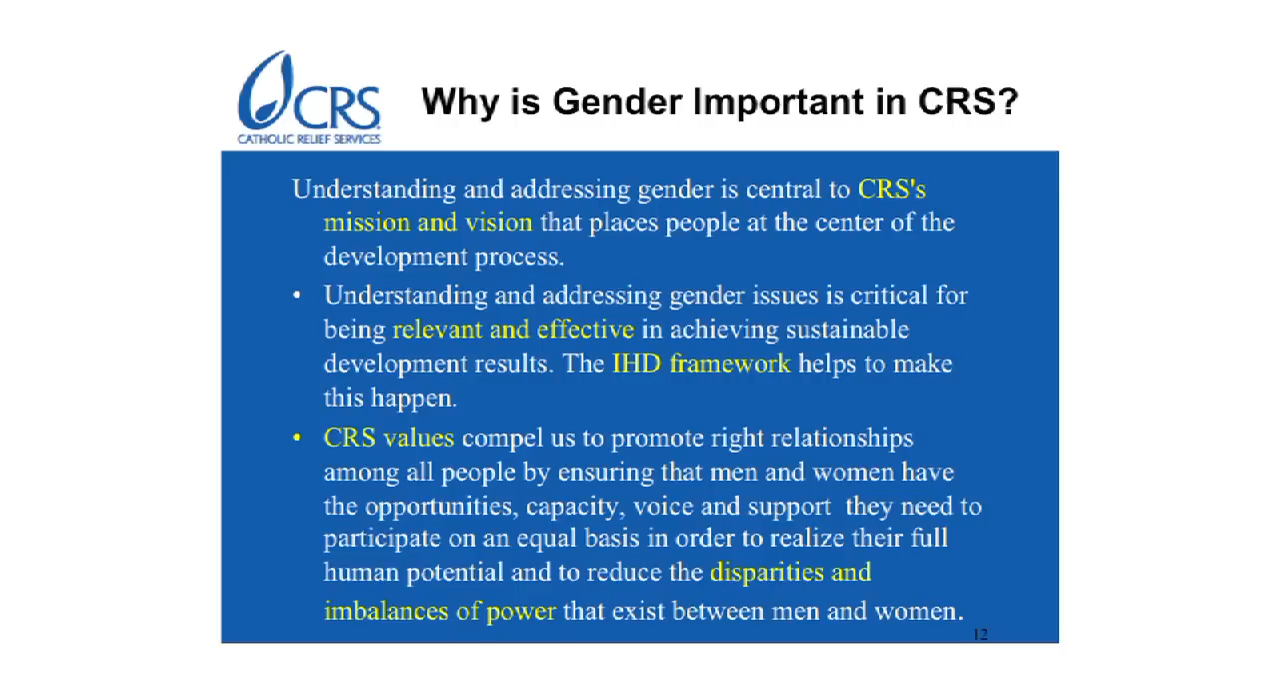 CRS
CATHOLIC RELIEF SERVICES
Why is Gender Important in CRS?
Understanding and addressing gender is central to CRS's
mission and vision that places people at the center of the
development process.
• Understanding and addressing gender issues is critical for
being relevant and effective in achieving sustainable
development results. The IHD framework helps to make
this happen.
• CRS values compel us to promote right relationships
among all people by ensuring that men and women have
the opportunities, capacity, voice and support they need to
participate on an equal basis in order to realize their full
human potential and to reduce the disparities and
imbalances of power that exist between men and women.
12